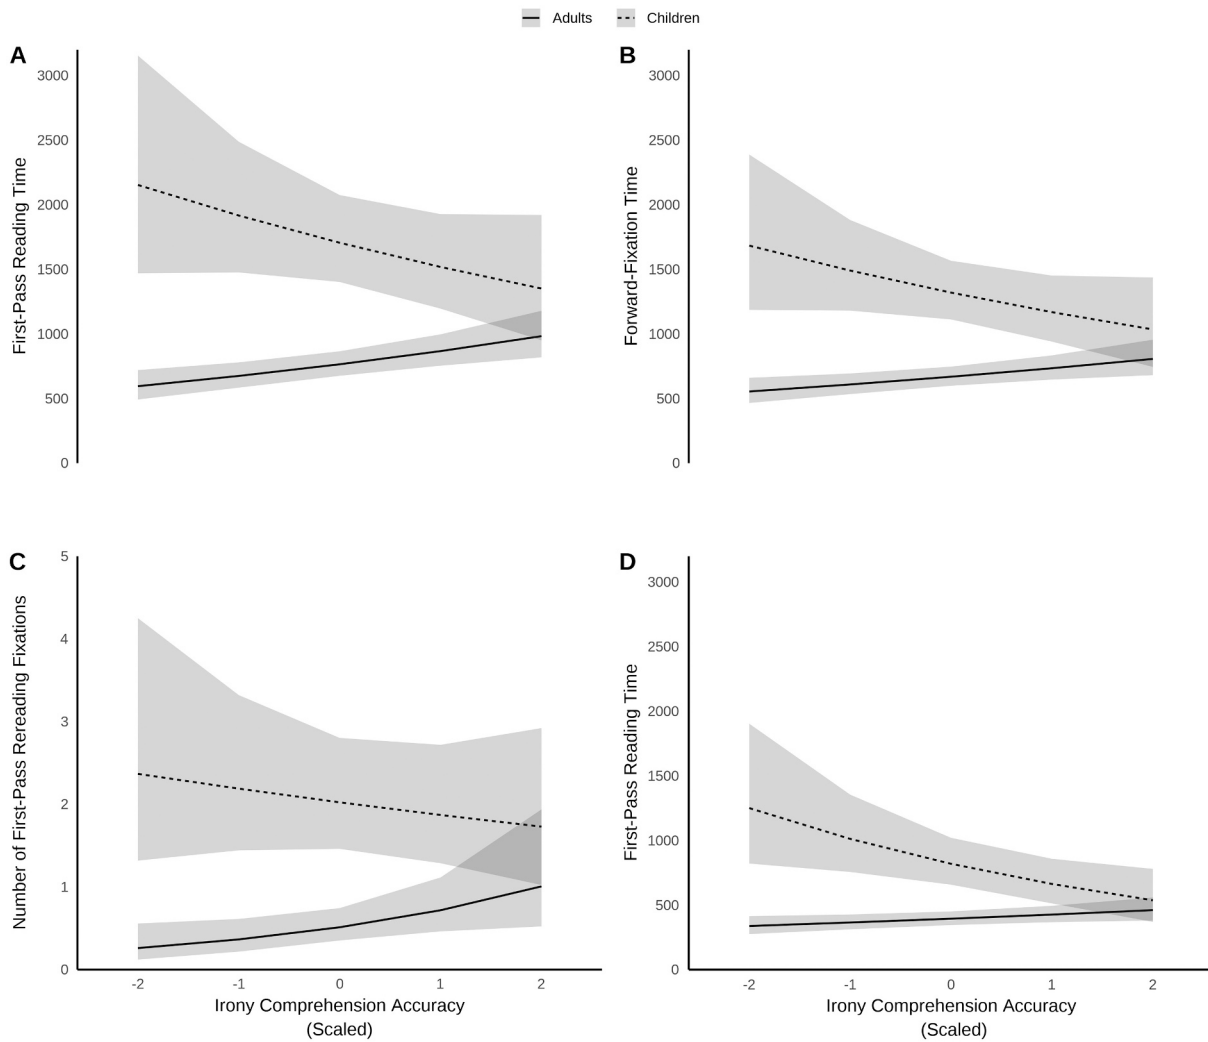 Adults Children
A
3000
2500
2000
1500
1000
500
0
First-Pass Reading Time
B
3000
2500
2000
1500
1000
500
0
Forward-Fixation Time
C
5
4
3
2
1
0
Number of First-Pass Rereading Fixations
-2 -1 0 1 2
Irony Comprehension Accuracy
(Scaled)
D
3000
2500
2000
1500
1000
500
0
First-Pass Reading Time
-2 -1 0 1 2
Irony Comprehension Accuracy
(Scaled)